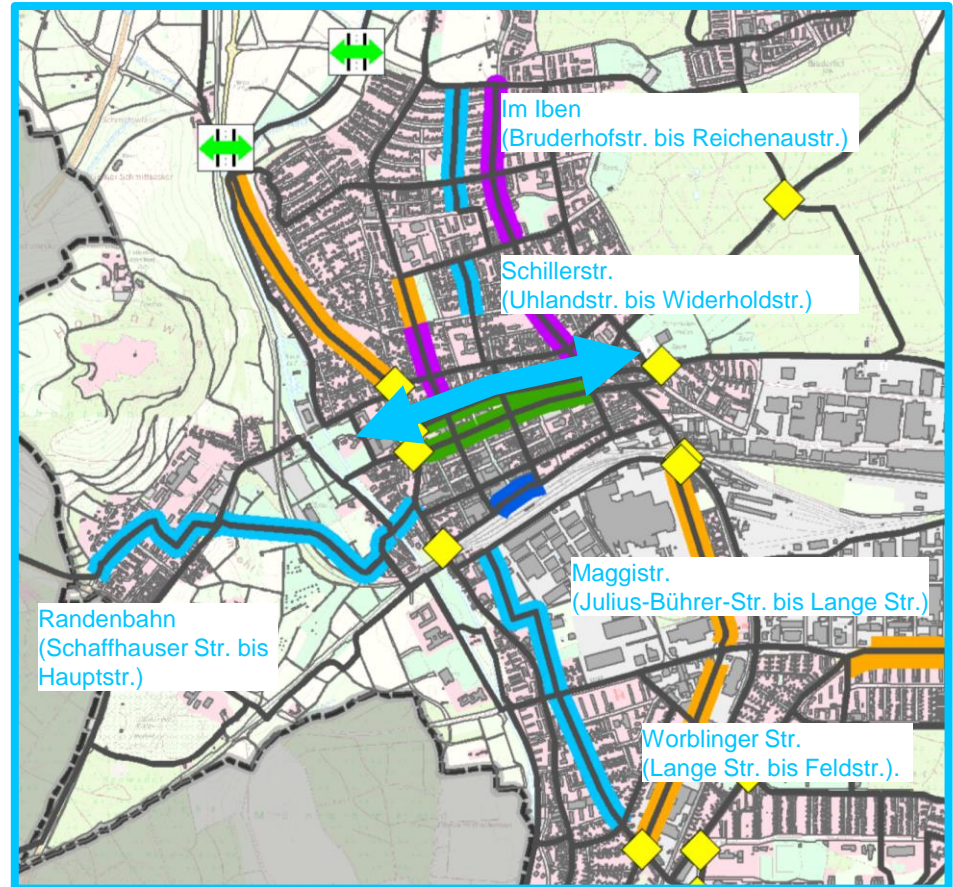 Im Iben
(Bruderhofstr. bis Reichenaustr.)
Schillerstr.
(Uhlandstr. bis Widerholdstr.)
Maggistr.
(Julius-Bührer-Str. bis Lange Str.)
Randenbahn
(Schaffhauser Str. bis
Hauptstr.)
Worblinger Str.
(Lange Str. bis Feldstr.).